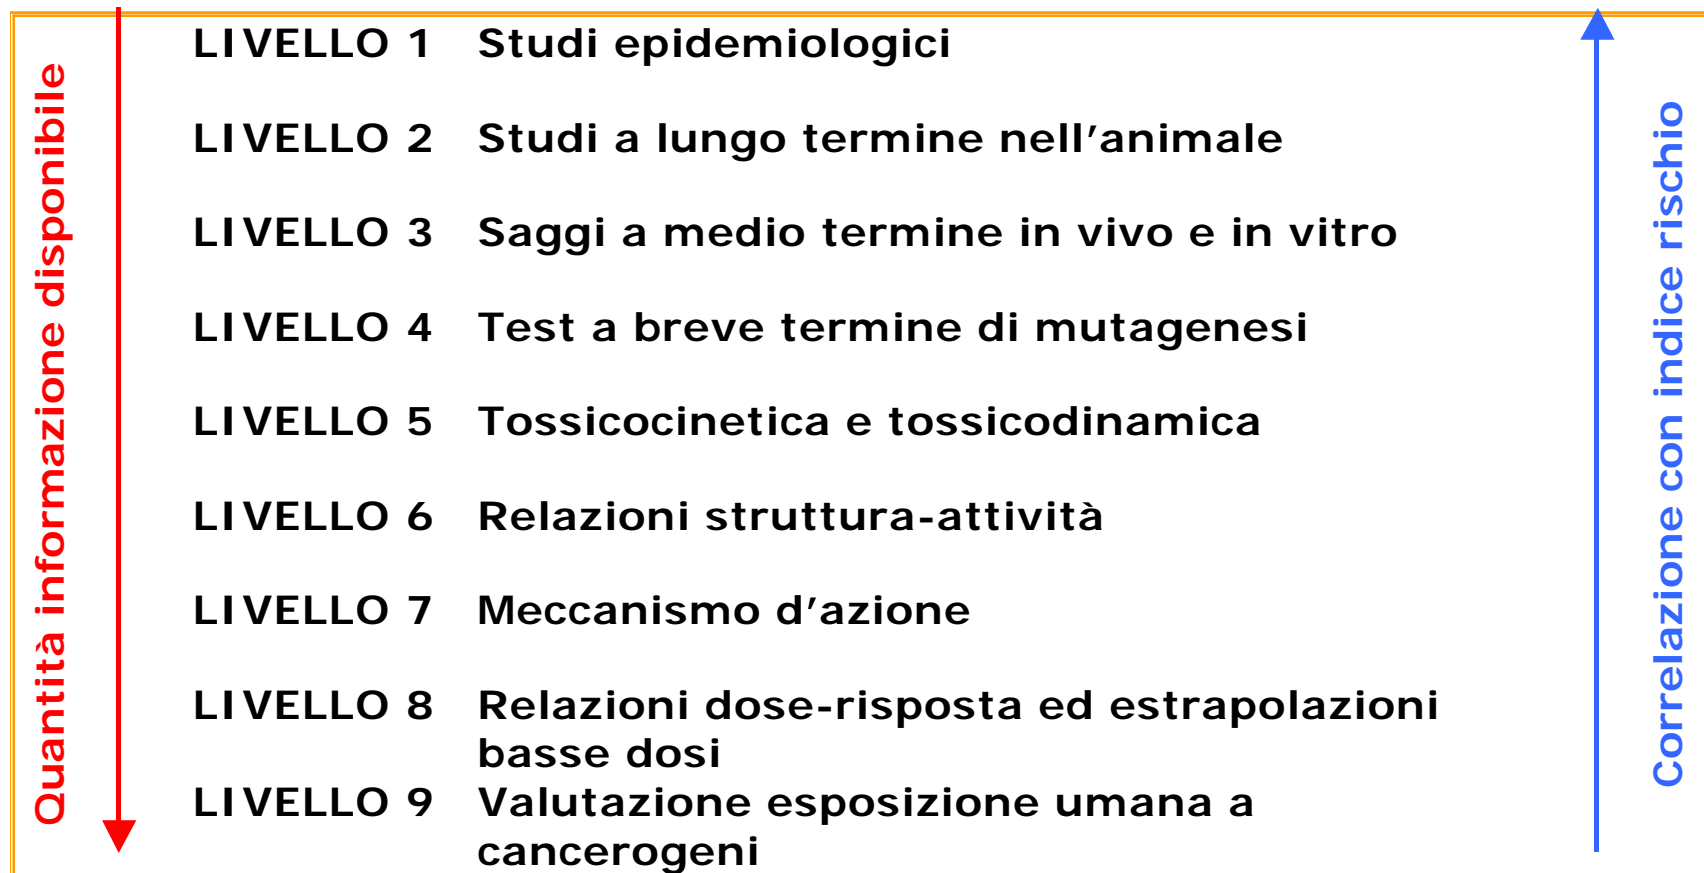 Quantità informazione disponibile
LIVELLO 1 Studi epidemiologici
LIVELLO 2 Studi a lungo termine nell’animale
LIVELLO 3 Saggi a medio termine in vivo e in vitro
LIVELLO 4 Test a breve termine di mutagenesi
LIVELLO 5 Tossicocinetica e tossicodinamica
LIVELLO 6 Relazioni struttura-attività
LIVELLO 7 Meccanismo d’azione
LIVELLO 8 Relazioni dose-risposta ed estrapolazioni
basse dosi
LIVELLO 9 Valutazione esposizione umana a
cancerogeni
Correlazione con indice rischio